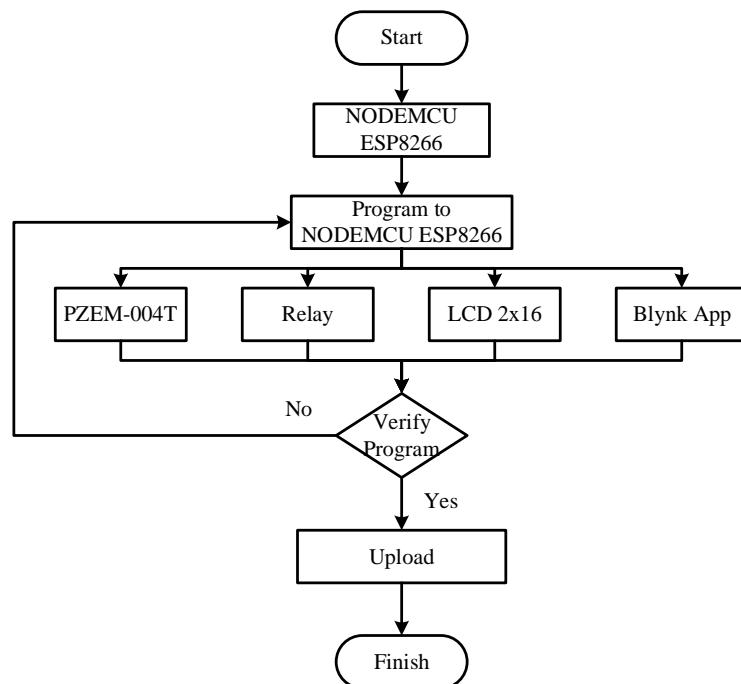 Start
NODEMCU
ESP8266
Program to
NODEMCU ESP8266
PZEM-004T
Relay
LCD 2x16
Blynk App
No
Verify
Program
Yes
Upload
Finish